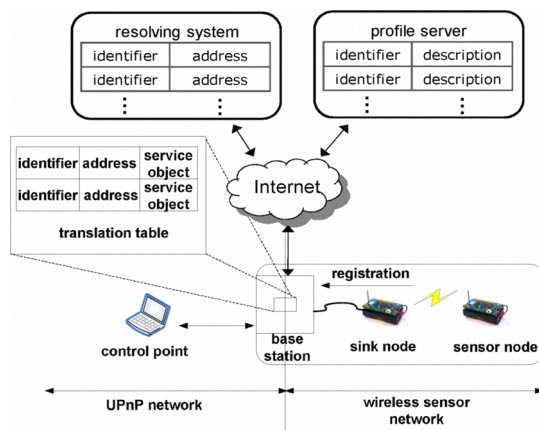 resolving system
identifier address
identifier address
profile server
identifier description
identifier description
Internet
identifier address service object
identifier address service object
translation table
registration
control point
base station
sink node
sensor node
UPnP network
wireless sensor network